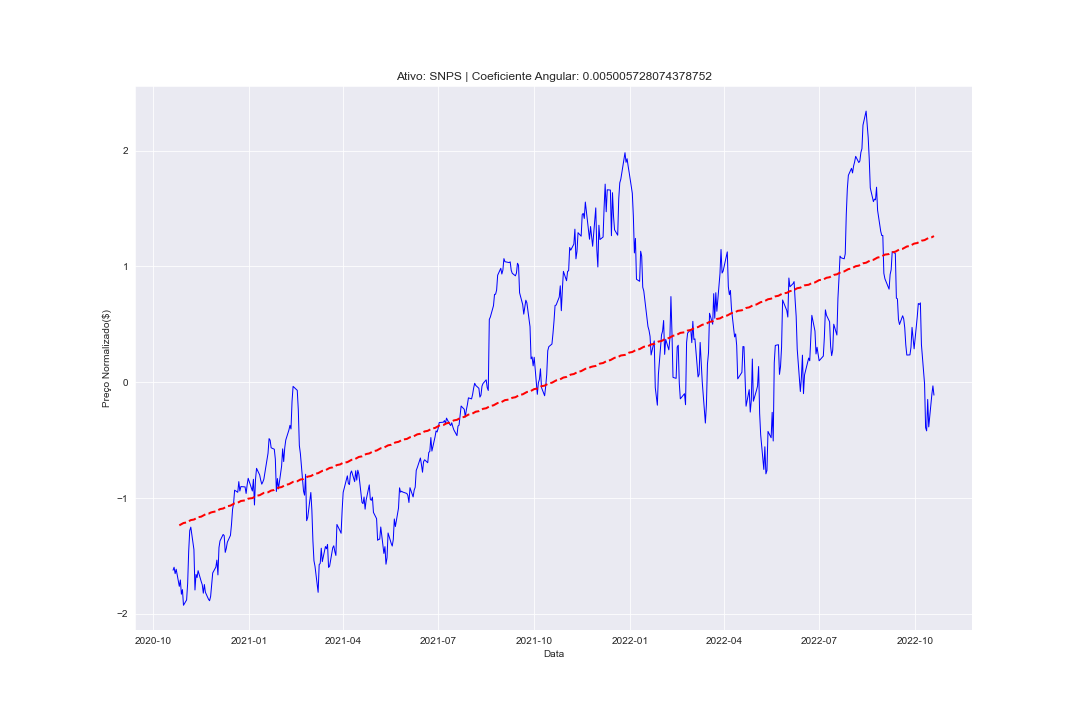 Ativo: SNPS | Coeficiente Angular: 0.005005728074378752
Preço Normalizado($)
2
1
0
−1
−2
2020-10 2021-01 2021-04 2021-07 2021-10 2022-01 2022-04 2022-07 2022-10
Data